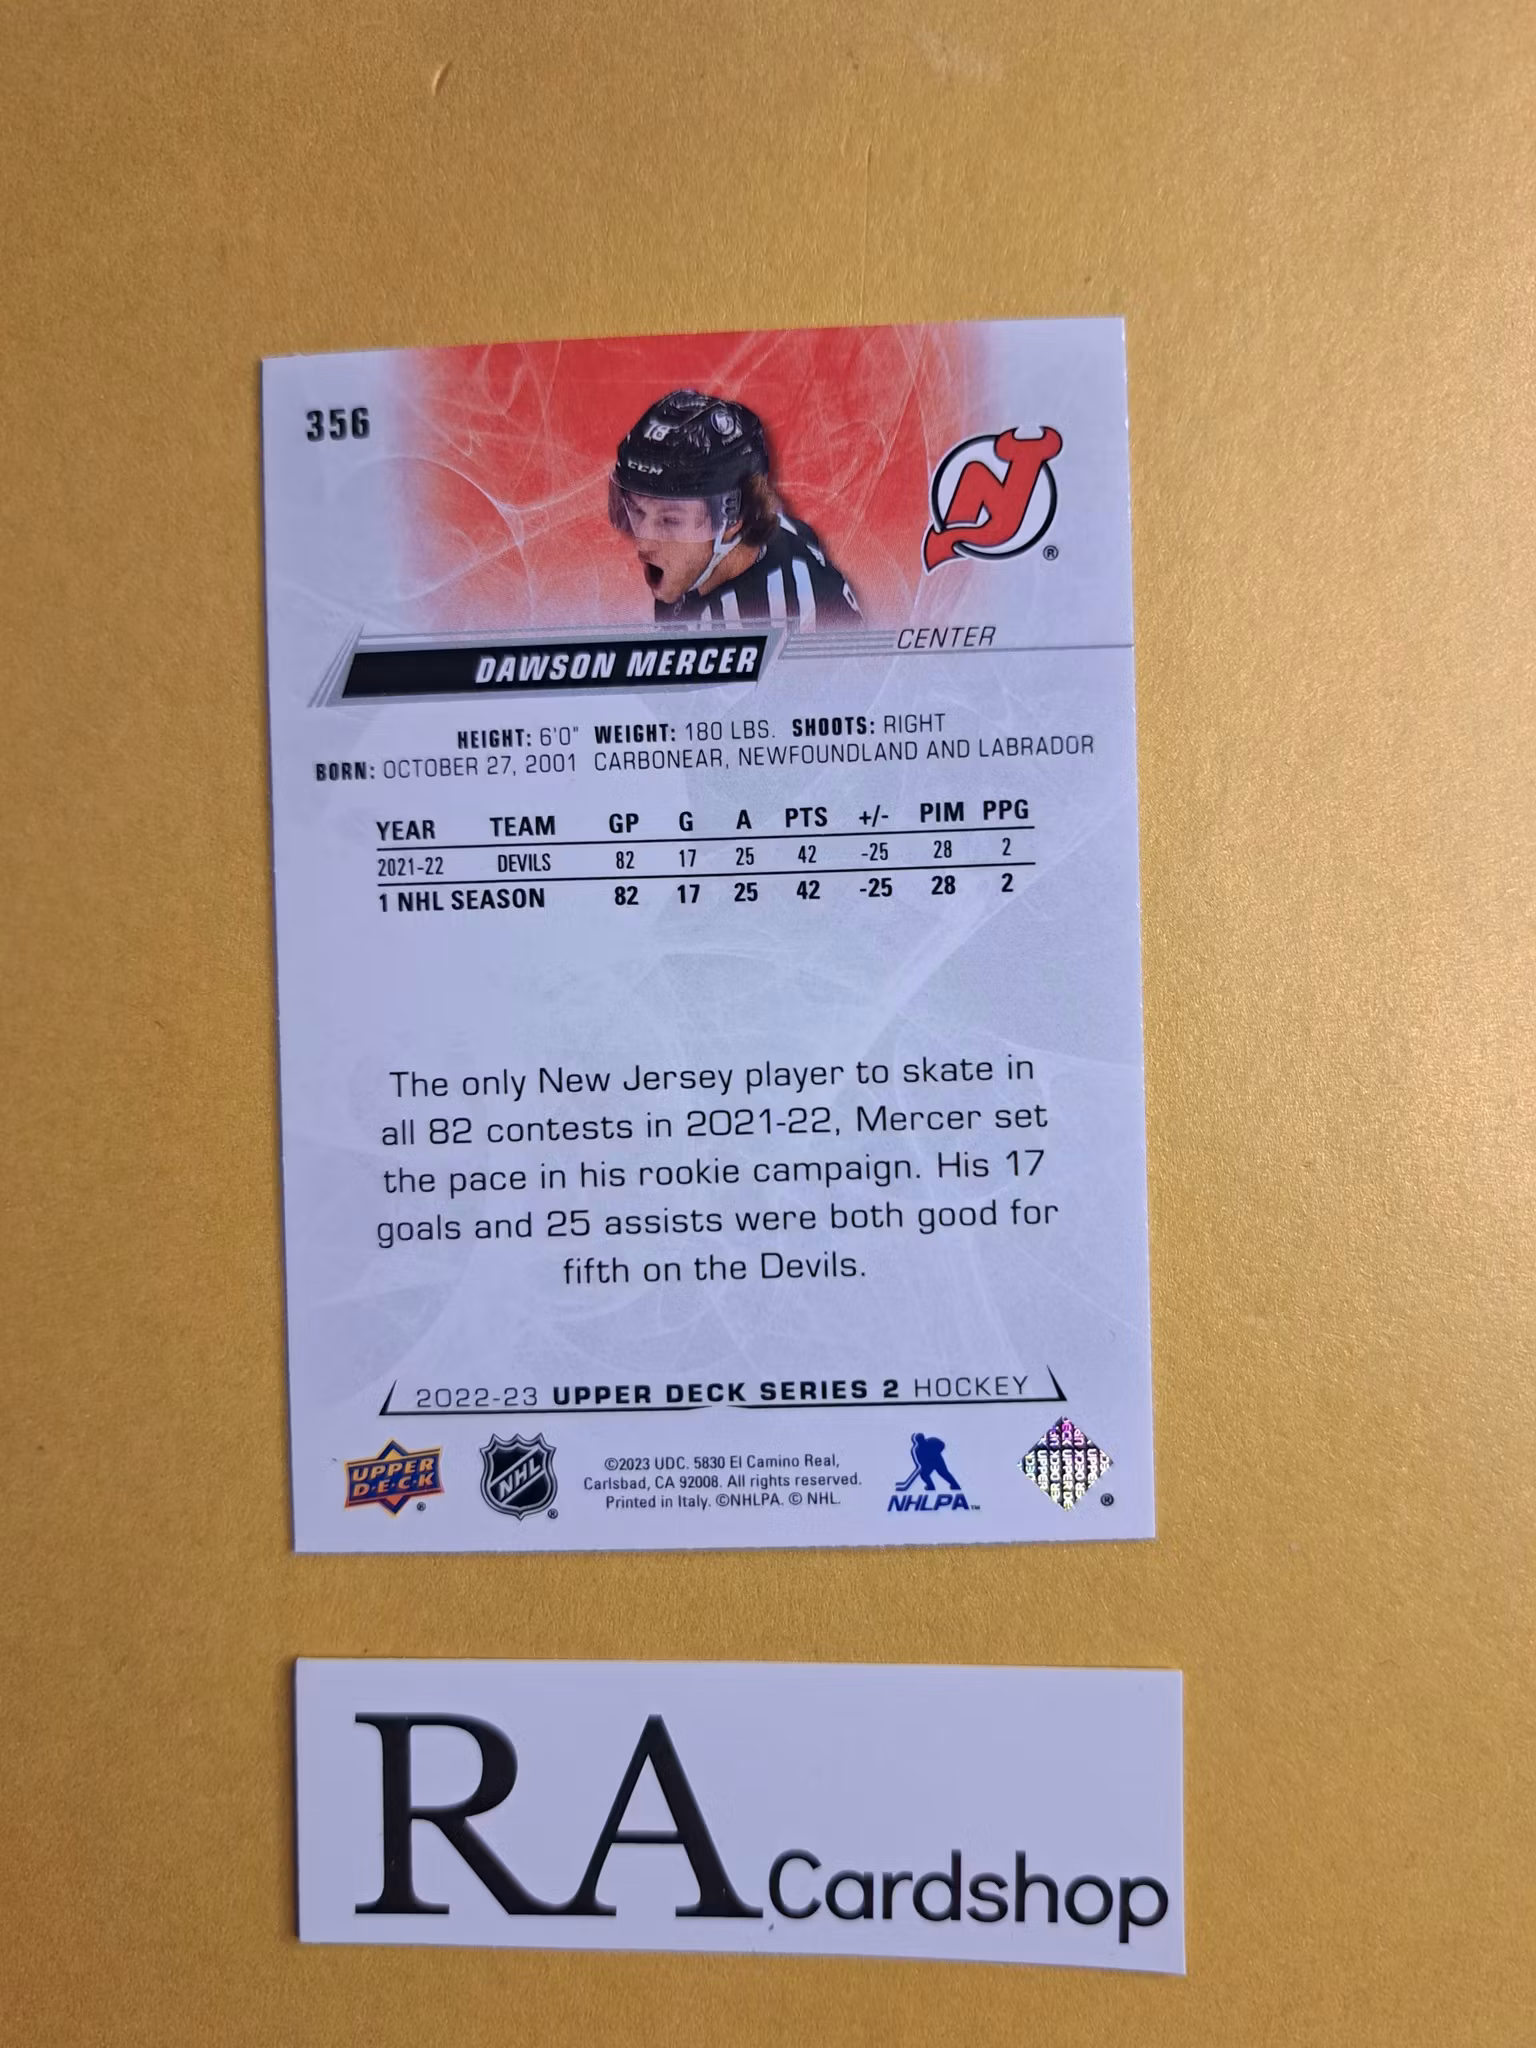 356
18
CCM
NJ
®
CENTER
DAWSON MERCER
HEIGHT: 6'0" WEIGHT: 180 LBS. SHOOTS: RIGHT
BORN: OCTOBER 27, 2001 CARBONEAR, NEWFOUNDLAND AND LABRADOR
YEAR TEAM GP G A PTS +/- PIM PPG
2021-22 DEVILS 82 17 25 42 -25 28 2
1 NHL SEASON 82 17 25 42 -25 28 2
The only New Jersey player to skate in
all 82 contests in 2021-22, Mercer set
the pace in his rookie campaign. His 17
goals and 25 assists were both good for
fifth on the Devils.
2022-23 UPPER DECK SERIES 2 HOCKEY
UPPER
D·E·C·K
®
NHL
®
©2023 UDC. 5830 El Camino Real,
Carlsbad, CA 92008. All rights reserved.
Printed in Italy. ©NHLPA. © NHL.
NHLPA™
®
RA Cardshop